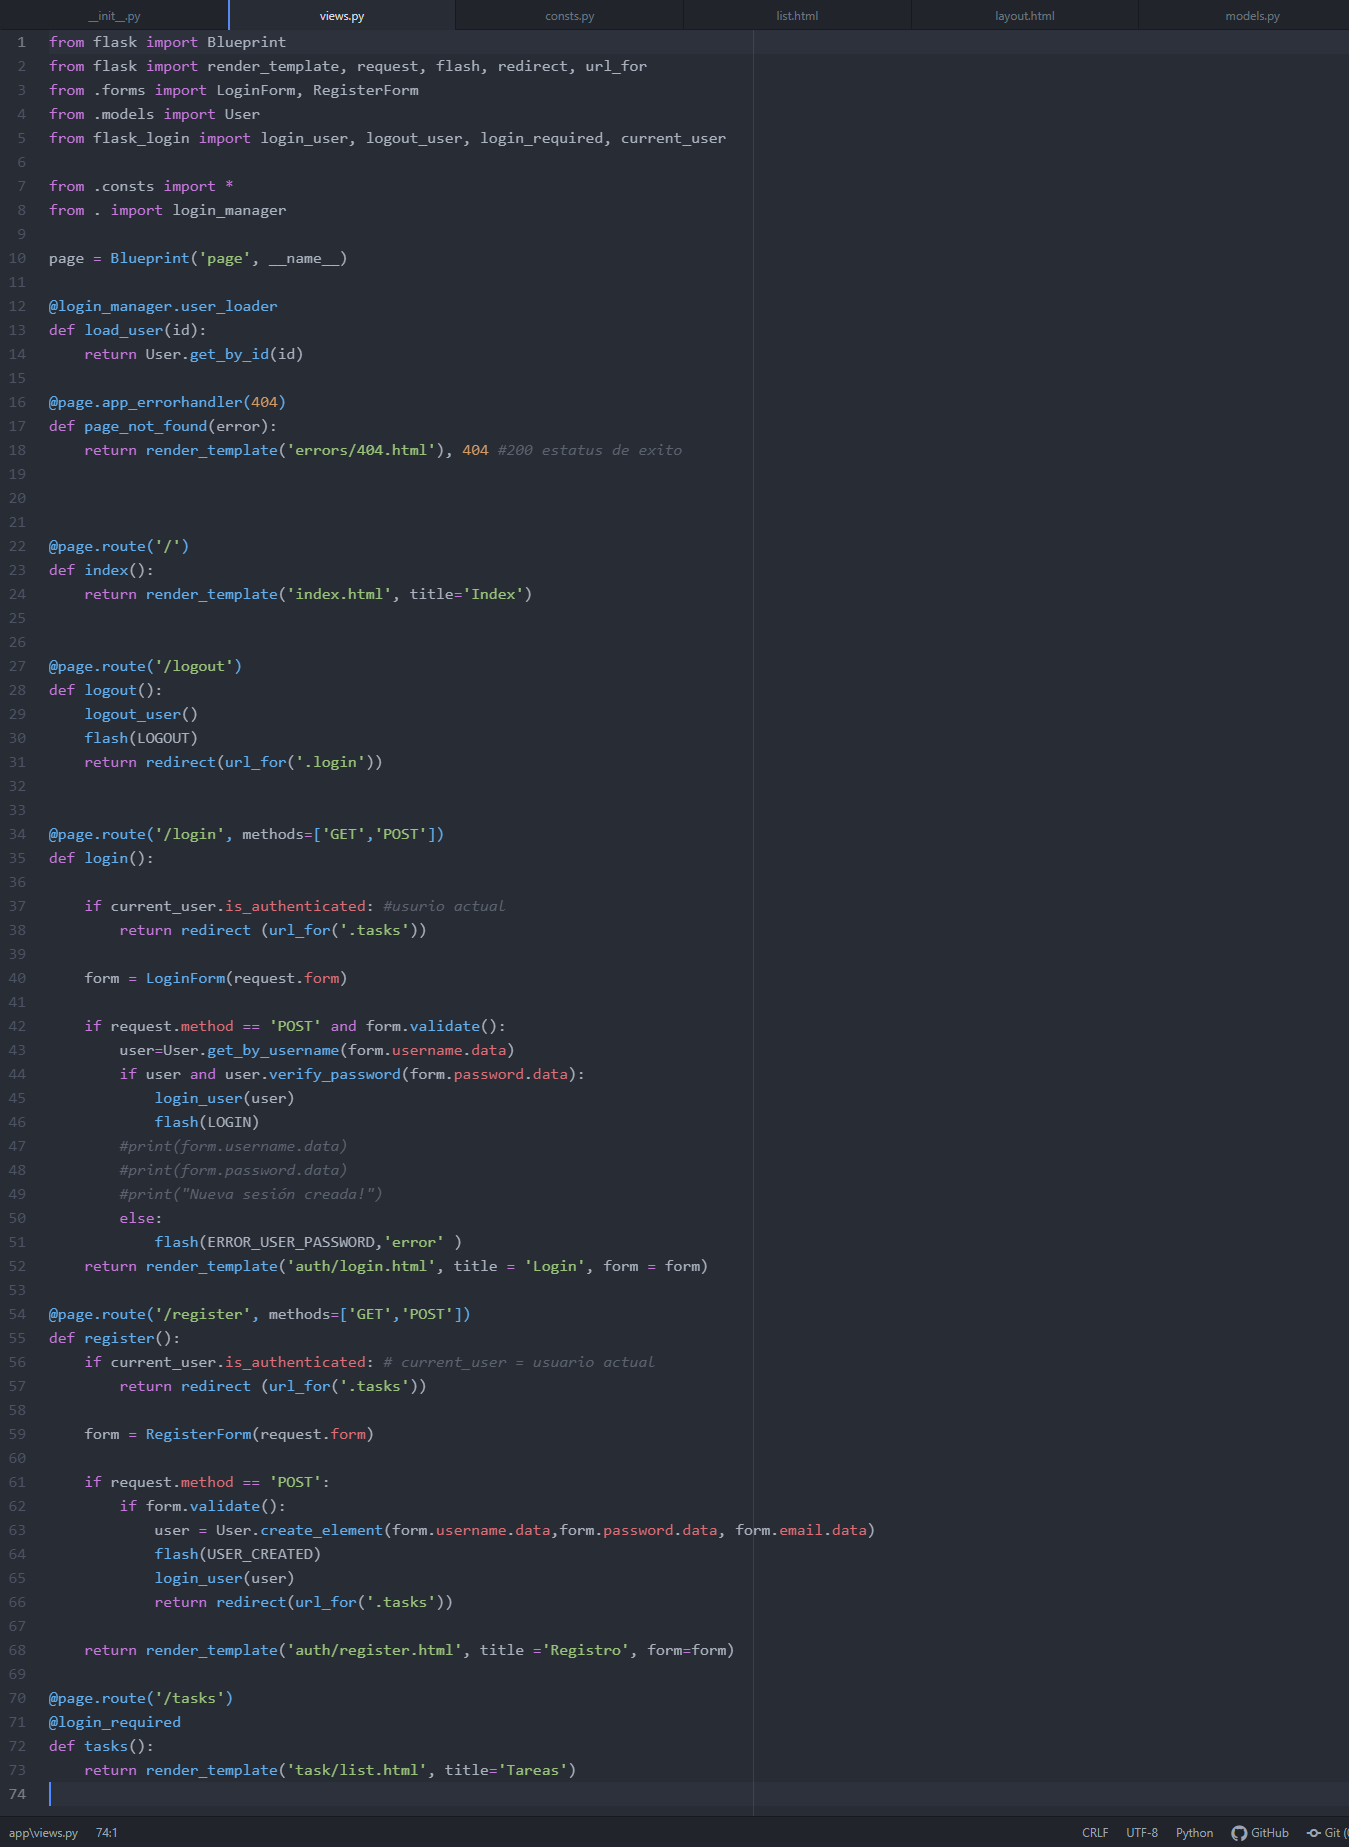 __init__.py views.py consts.py list.html layout.html models.py
1 from flask import Blueprint
2 from flask import render_template, request, flash, redirect, url_for
3 from .forms import LoginForm, RegisterForm
4 from .models import User
5 from flask_login import login_user, logout_user, login_required, current_user
6
7 from .consts import *
8 from . import login_manager
9
10 page = Blueprint('page', __name__)
11
12 @login_manager.user_loader
13 def load_user(id):
14     return User.get_by_id(id)
15
16 @page.app_errorhandler(404)
17 def page_not_found(error):
18     return render_template('errors/404.html'), 404 #200 estatus de exito
19
20
21
22 @page.route('/')
23 def index():
24     return render_template('index.html', title='Index')
25
26
27 @page.route('/logout')
28 def logout():
29     logout_user()
30     flash(LOGOUT)
31     return redirect(url_for('.login'))
32
33
34 @page.route('/login', methods=['GET','POST'])
35 def login():
36
37     if current_user.is_authenticated: #usurio actual
38         return redirect (url_for('.tasks'))
39
40     form = LoginForm(request.form)
41
42     if request.method == 'POST' and form.validate():
43         user=User.get_by_username(form.username.data)
44         if user and user.verify_password(form.password.data):
45             login_user(user)
46             flash(LOGIN)
47         #print(form.username.data)
48         #print(form.password.data)
49         #print("Nueva sesión creada!")
50         else:
51             flash(ERROR_USER_PASSWORD,'error' )
52     return render_template('auth/login.html', title = 'Login', form = form)
53
54 @page.route('/register', methods=['GET','POST'])
55 def register():
56     if current_user.is_authenticated: # current_user = usuario actual
57         return redirect (url_for('.tasks'))
58
59     form = RegisterForm(request.form)
60
61     if request.method == 'POST':
62         if form.validate():
63             user = User.create_element(form.username.data,form.password.data, form.email.data)
64             flash(USER_CREATED)
65             login_user(user)
66             return redirect(url_for('.tasks'))
67
68     return render_template('auth/register.html', title ='Registro', form=form)
69
70 @page.route('/tasks')
71 @login_required
72 def tasks():
73     return render_template('task/list.html', title='Tareas')
74
app\views.py 74:1 CRLF UTF-8 Python GitHub Git (